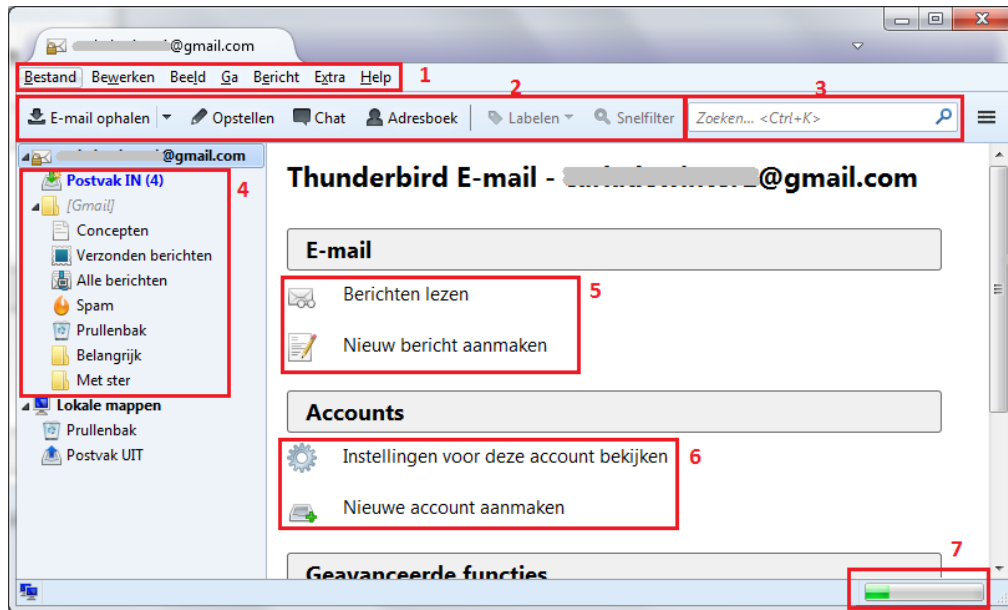 @gmail.com
Bestand Bewerken Beeld Ga Bericht Extra Help 1
2 3
E-mail ophalen Opstellen Chat Adresboek Labelen Snelfilter Zoeken... <Ctrl+K>
@gmail.com
Postvak IN (4) 4
[Gmail]
Concepten
Verzonden berichten
Alle berichten
Spam
Prullenbak
Belangrijk
Met ster
Lokale mappen
Prullenbak
Postvak UIT
Thunderbird E-mail - @gmail.com
E-mail
Berichten lezen 5
Nieuw bericht aanmaken
Accounts
Instellingen voor deze account bekijken 6
Nieuwe account aanmaken
Geavanceerde functies
7